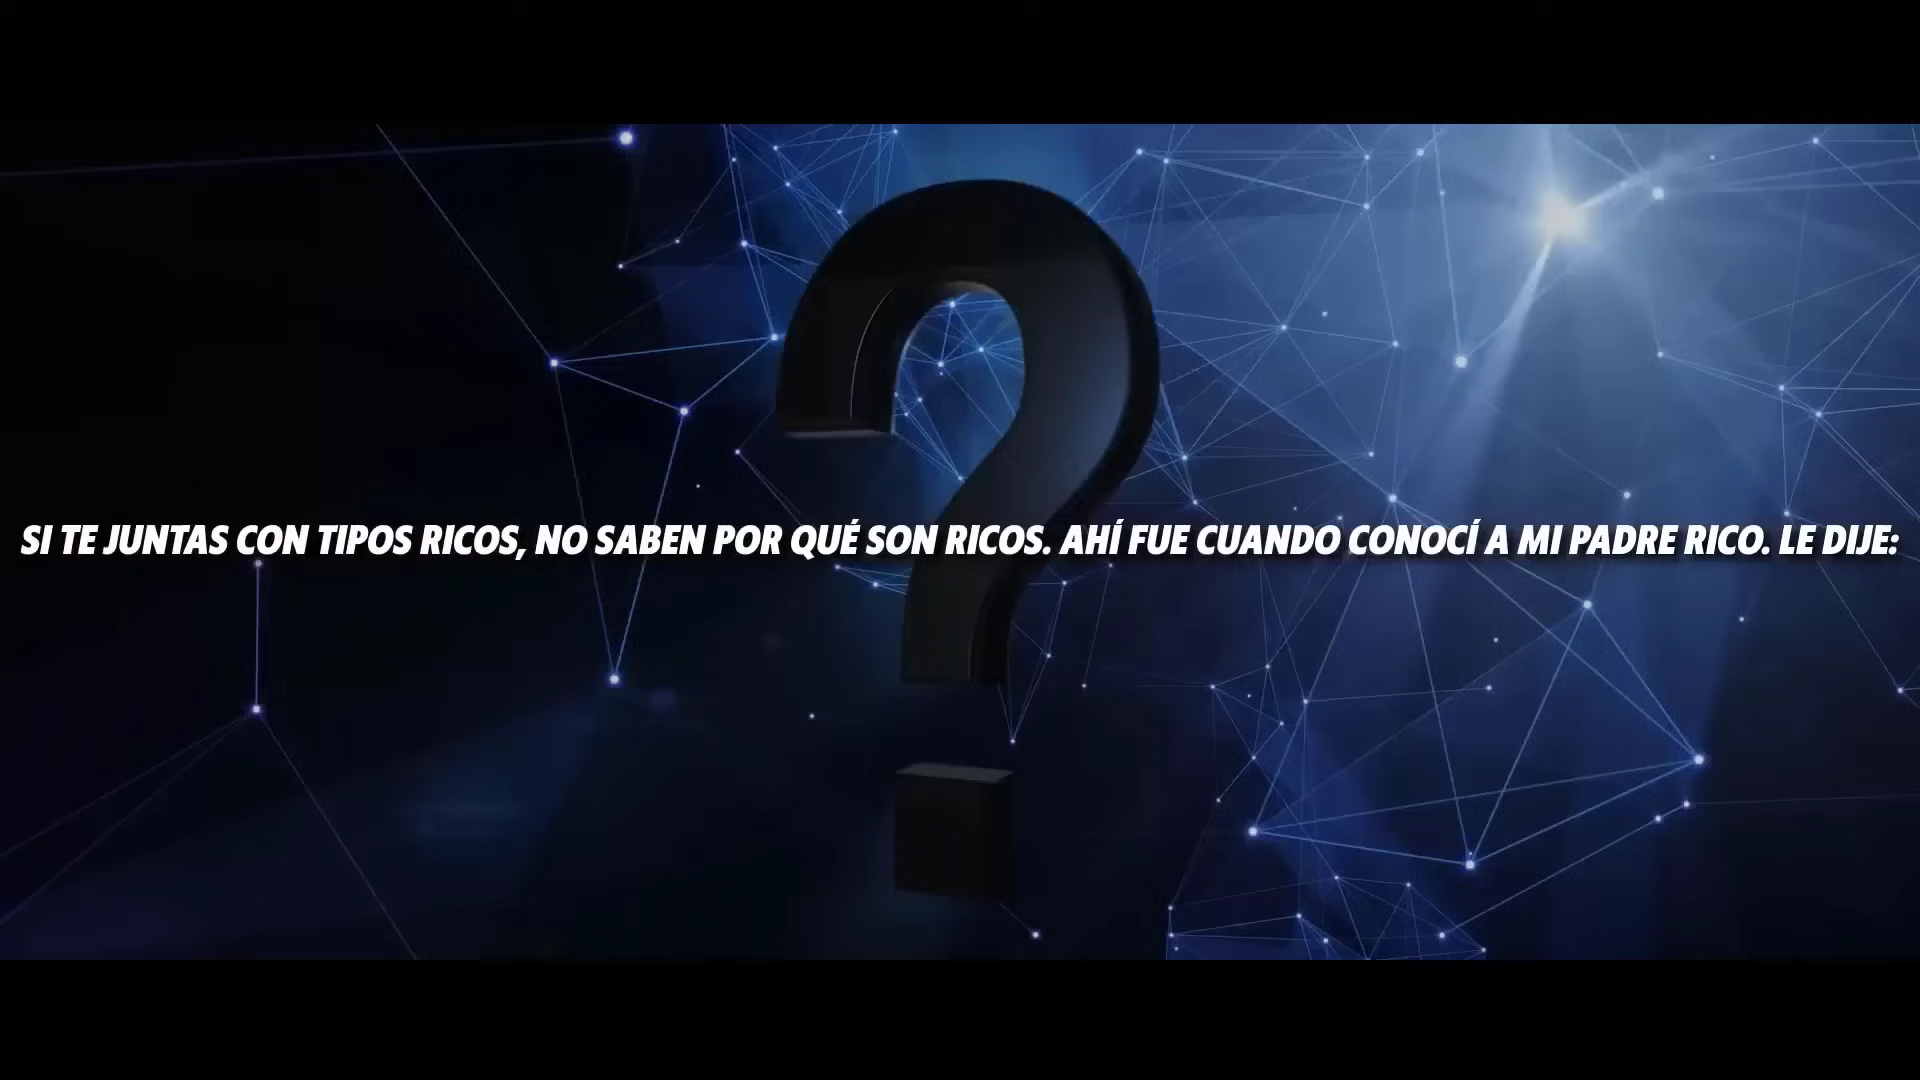 SI TE JUNTAS CON TIPOS RICOS, NO SABEN POR QUÉ SON RICOS. AHÍ FUE CUANDO CONOCÍ A MI PADRE RICO. LE DIJE: